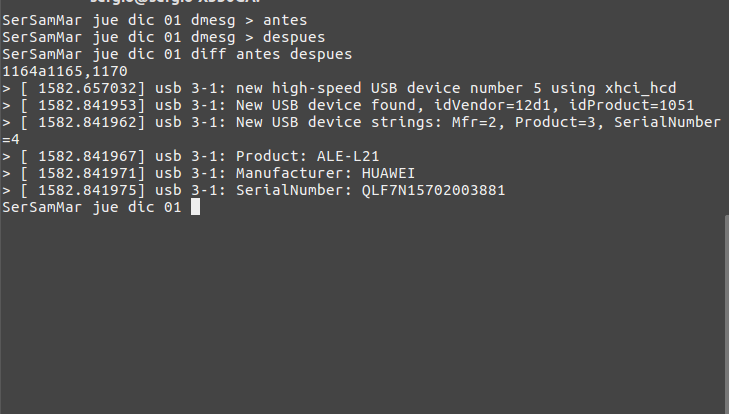 SerSamMar jue dic 01 dmesg > antes
SerSamMar jue dic 01 dmesg > despues
SerSamMar jue dic 01 diff antes despues
1164a1165,1170
> [ 1582.657032] usb 3-1: new high-speed USB device number 5 using xhci_hcd
> [ 1582.841953] New USB device found, idVendor=12d1, idProduct=1051
> [ 1582.841962] usb 3-1: New USB device strings: Mfr=2, Product=3, SerialNumber
=4
> [ 1582.841967] usb 3-1: Product: ALE-L21
> [ 1582.841971] usb 3-1: Manufacturer: HUAWEI
> [ 1582.841975] usb 3-1: SerialNumber: QLF7N15702003881
SerSamMar jue dic 01